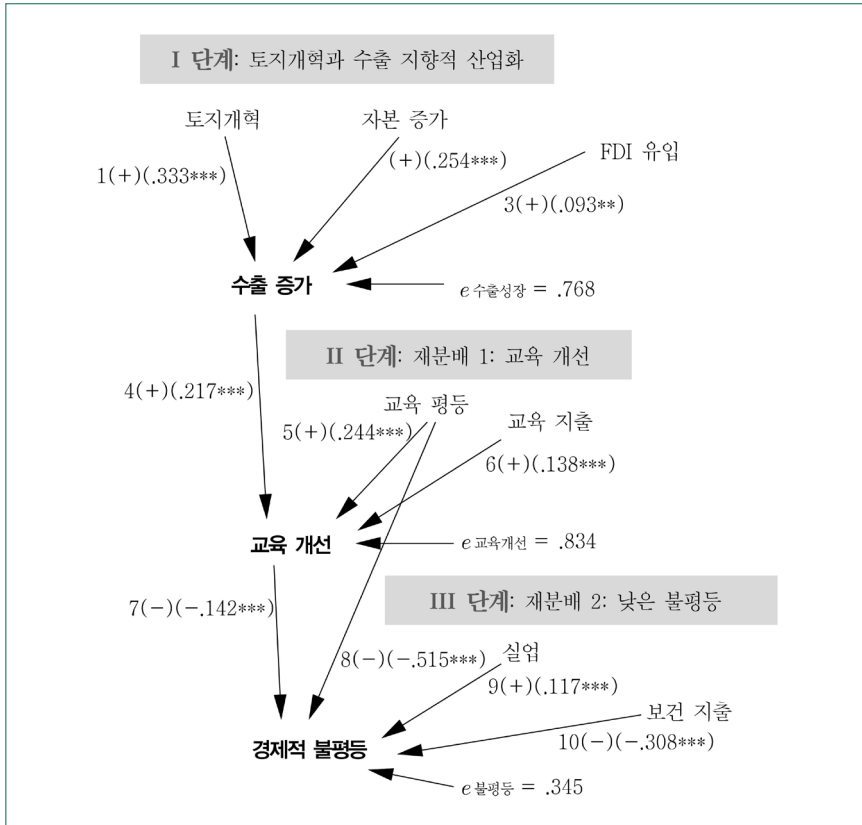 I 단계: 토지개혁과 수출 지향적 산업화
토지개혁
자본 증가
FDI 유입
1(+)(.333***)
(+)(.254***)
3(+)(.093**)
수출 증가
e 수출성장 = .768
II 단계: 재분배 1: 교육 개선
4(+)(.217***)
교육 평등
5(+)(.244***)
교육 지출
6(+)(.138***)
교육 개선
e 교육개선 = .834
III 단계: 재분배 2: 낮은 불평등
7(−)(−.142***)
8(−)(−.515***)
실업
9(+)(.117***)
보건 지출
10(−)(−.308***)
경제적 불평등
e 불평등 = .345